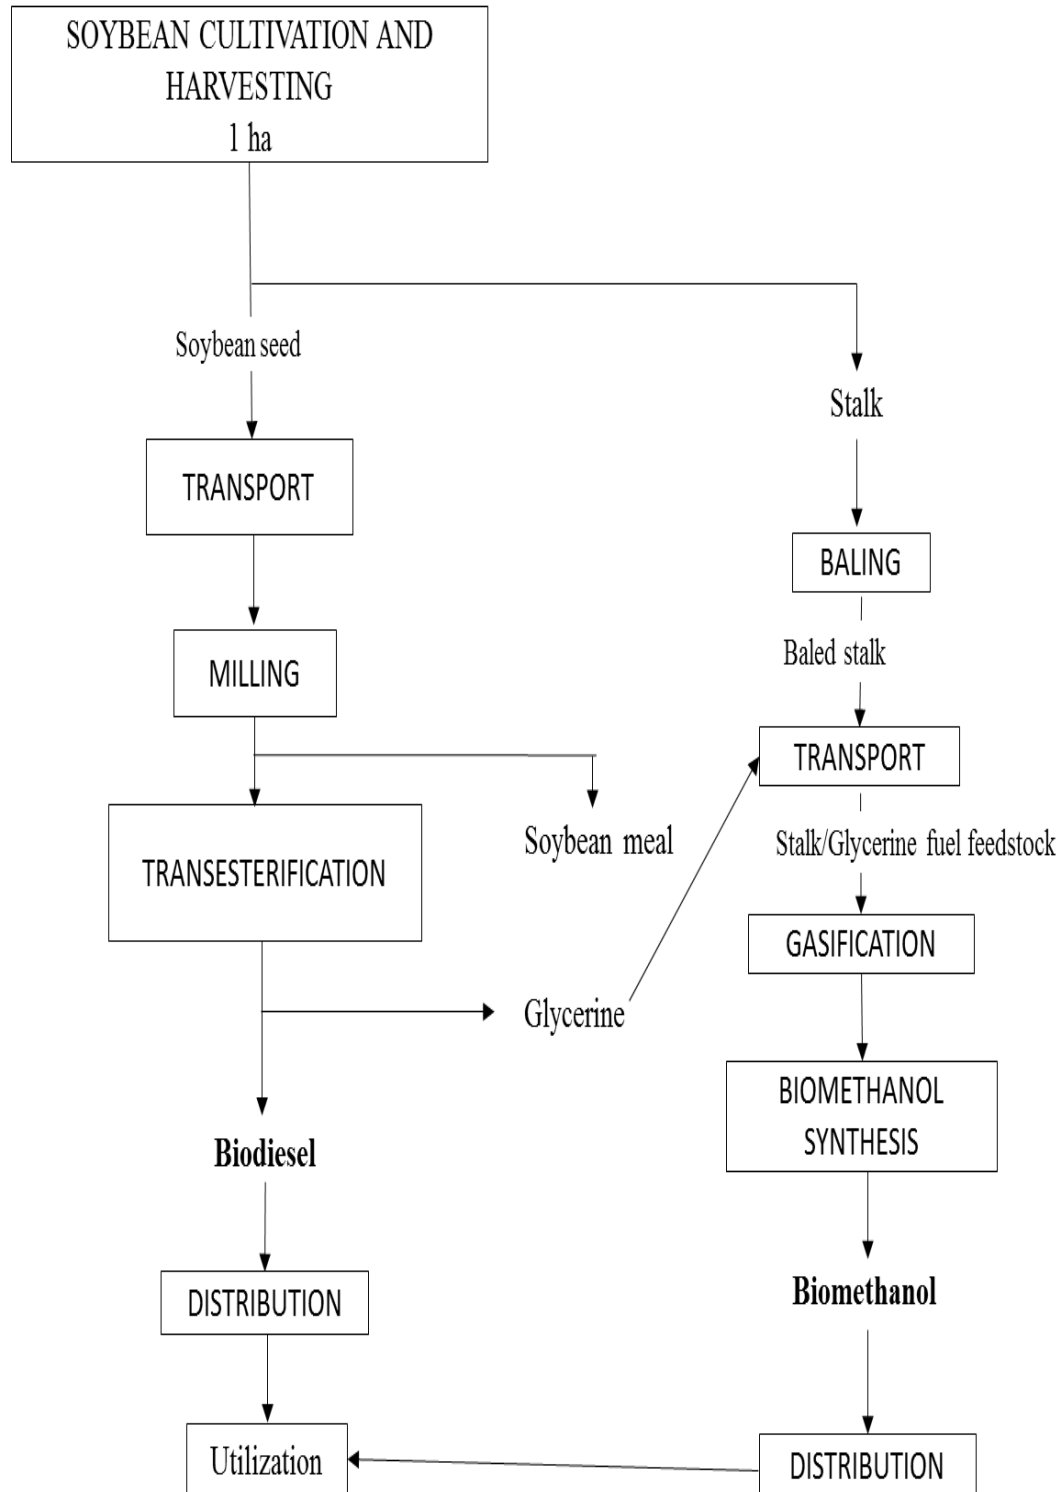 SOYBEAN CULTIVATION AND
HARVESTING
1 ha
Soybean seed
Stalk
TRANSPORT
BALING
Baled stalk
MILLING
TRANSPORT
Soybean meal
Stalk/Glycerine fuel feedstock
TRANSESTERIFICATION
GASIFICATION
Glycerine
BIOMETHANOL
SYNTHESIS
Biodiesel
Biomethanol
DISTRIBUTION
Utilization
DISTRIBUTION